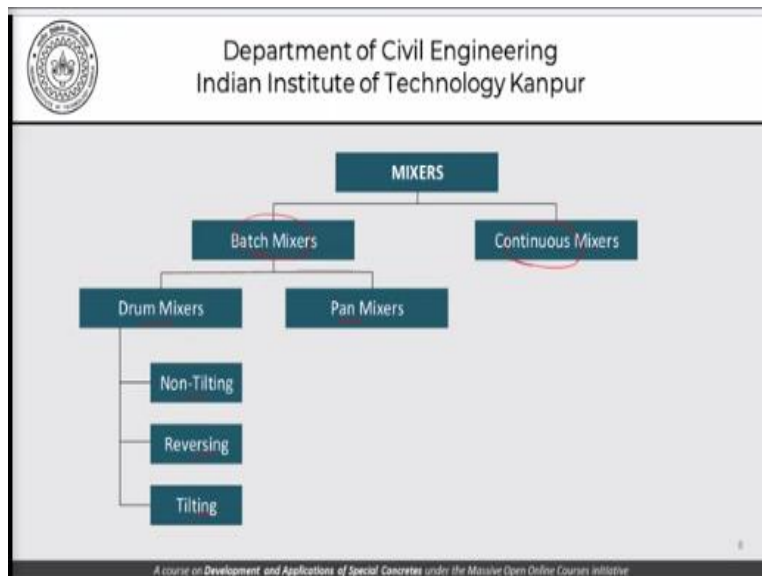 Department of Civil Engineering
Indian Institute of Technology Kanpur
MIXERS
Batch Mixers
Continuous Mixers
Drum Mixers
Pan Mixers
Non-Tilting
Reversing
Tilting
A course on Development and Applications of Special Concretes under the Massive Open Online Courses initiative